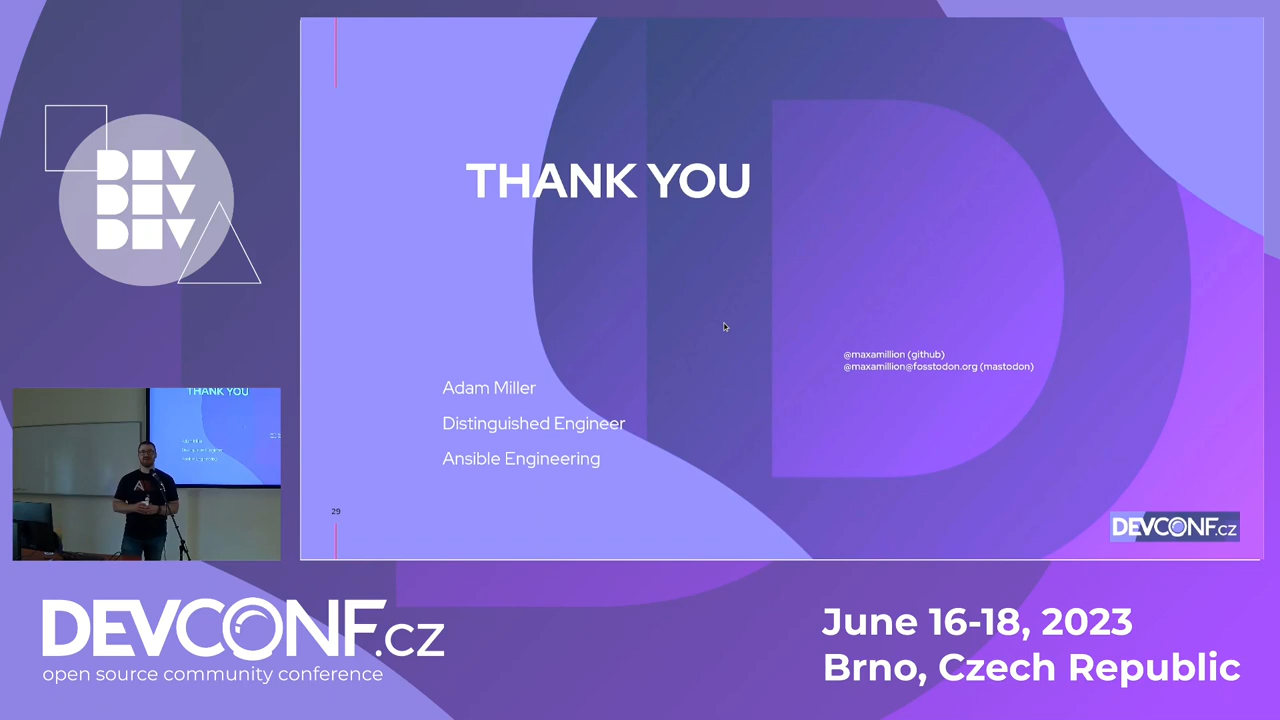 DEV
DEV
DEV
THANK YOU
@maxamillion (github)
@maxamillion@fosstodon.org (mastodon)
Adam Miller
Distinguished Engineer
Ansible Engineering
29
DEVCONF.CZ
THANK YOU
DEVCONF.CZ
open source community conference
June 16-18, 2023
Brno, Czech Republic